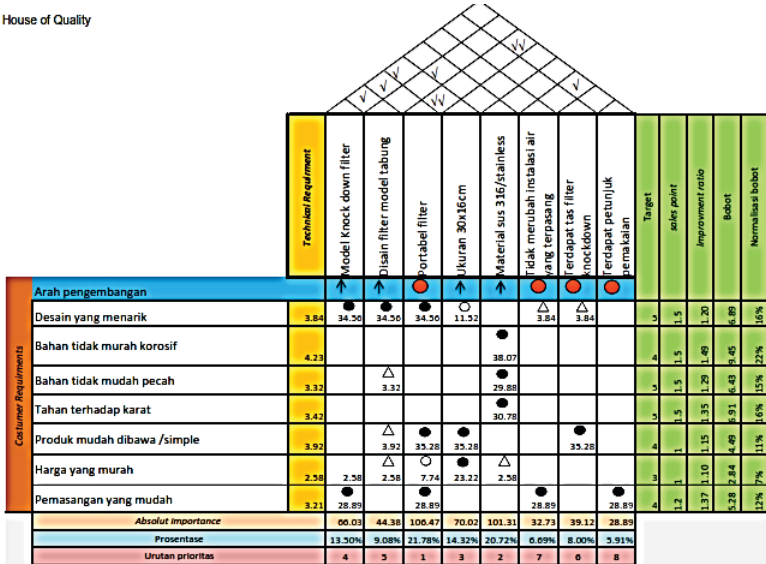 House of Quality
√√
√ √
√ √
√ √√
Technical Requirment
Model Knock down filter
Disain filter model tabung
Portabel filter
Ukuran 30x16cm
Material sus 316/stainless
Tidak merubah instalasi air
yang terpasang
Terdapat tas filter
knockdown
Terdapat petunjuk
pemakaian
Target
sales point
Improvment ratio
Bobot
Normalisasi bobot
Costumer Requirments
Arah pengembangan
Desain yang menarik 3.84 34.56 34.56 34.56 11.52 3.84 3.84 5 1.5 1.20 6.89 16%
Bahan tidak murah korosif 4.23 38.07 4 1.5 1.49 9.45 22%
Bahan tidak mudah pecah 3.32 3.32 29.88 5 1.5 1.29 6.43 15%
Tahan terhadap karat 3.42 30.78 5 1.5 1.35 6.91 16%
Produk mudah dibawa /simple 3.92 3.92 35.28 35.28 35.28 4 1 1.15 4.49 11%
Harga yang murah 2.58 2.58 2.58 7.74 23.22 2.58 3 1 1.10 2.84 7%
Pemasangan yang mudah 3.21 28.89 28.89 28.89 28.89 4 1.2 1.37 5.28 12%
Absolut importance 66.03 44.38 106.47 70.02 101.31 32.73 39.12 28.89
Prosentase 13.50% 9.08% 21.78% 14.32% 20.72% 6.69% 8.00% 5.91%
Urutan prioritas 4 5 1 3 2 7 6 8